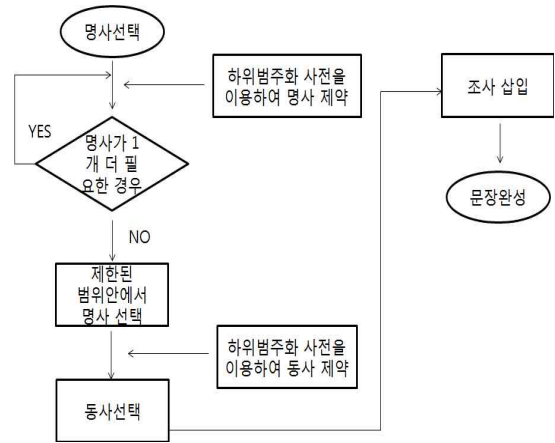 명사선택
하위범주화 사전을
이용하여 명사 제약
YES
명사가 1
개 더 필
요한 경우
NO
제한된
범위안에서
명사 선택
하위범주화 사전을
이용하여 동사 제약
동사선택
조사 삽입
문장완성